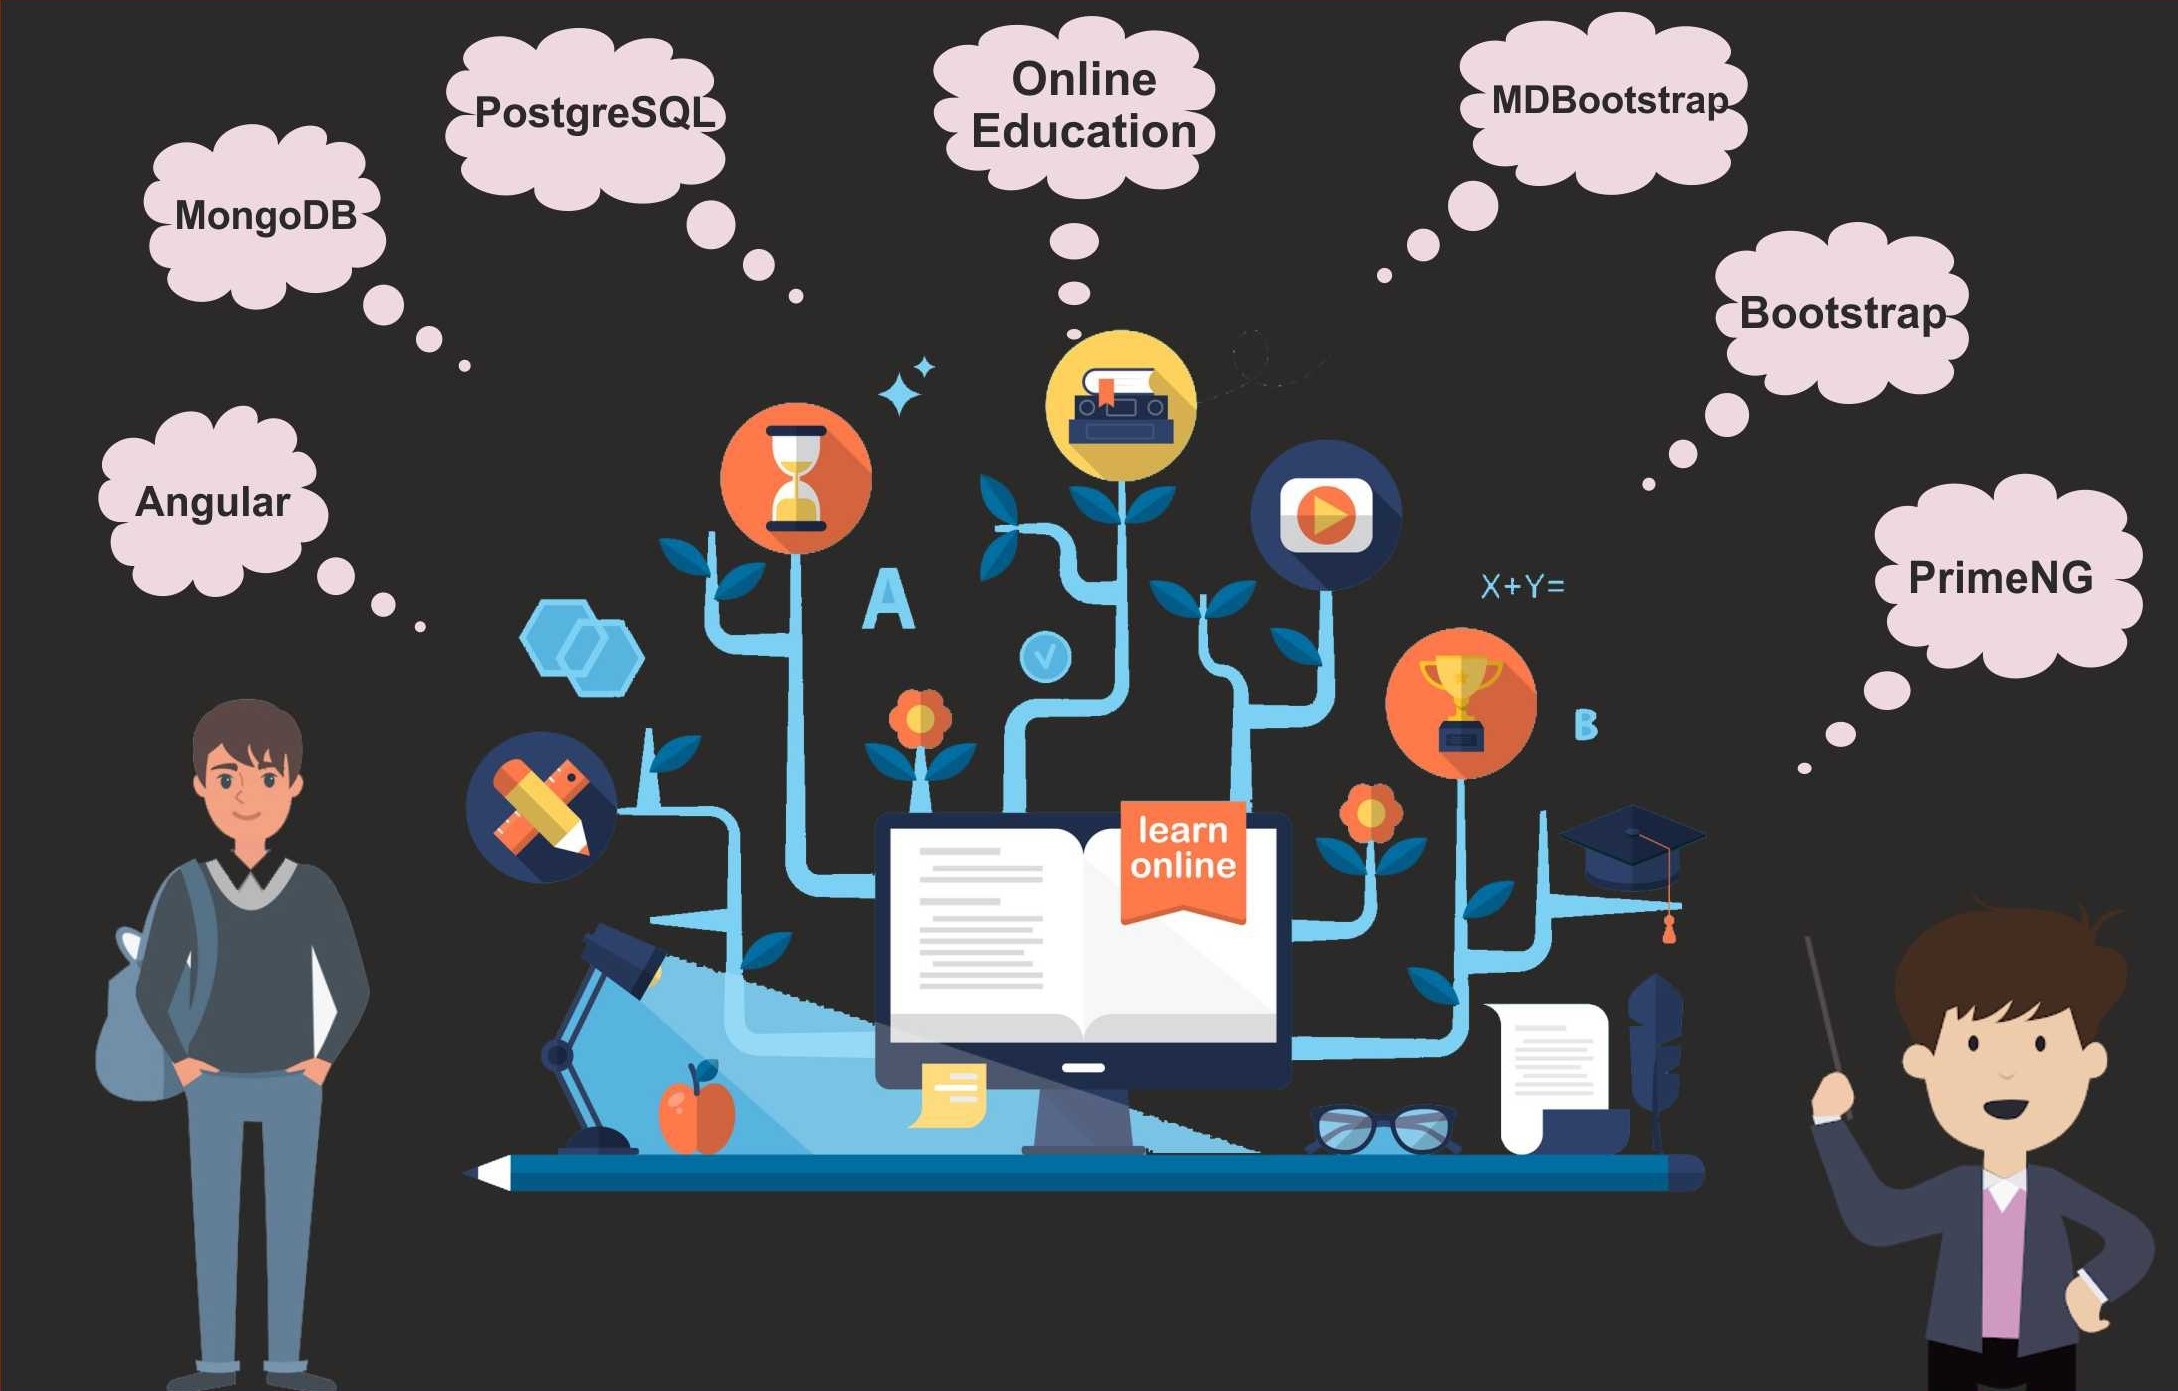 Online
Education
MDBootstrap
PostgreSQL
MongoDB
Bootstrap
Angular
PrimeNG
X+Y=
A
B
learn
online